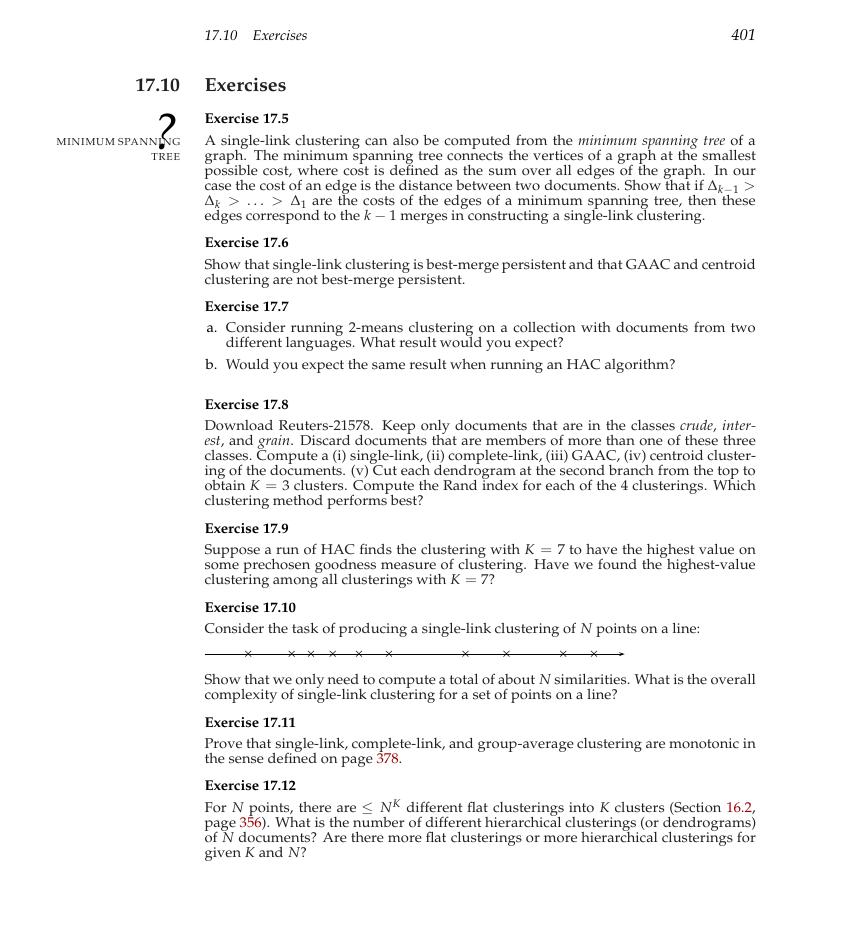 17.10 Exercises 401
17.10 Exercises
?
MINIMUM SPANNING
TREE
Exercise 17.5
A single-link clustering can also be computed from the minimum spanning tree of a
graph. The minimum spanning tree connects the vertices of a graph at the smallest
possible cost, where cost is defined as the sum over all edges of the graph. In our
case the cost of an edge is the distance between two documents. Show that if Δₖ₋₁ >
Δₖ > . . . > Δ₁ are the costs of the edges of a minimum spanning tree, then these
edges correspond to the k − 1 merges in constructing a single-link clustering.
Exercise 17.6
Show that single-link clustering is best-merge persistent and that GAAC and centroid
clustering are not best-merge persistent.
Exercise 17.7
a. Consider running 2-means clustering on a collection with documents from two
different languages. What result would you expect?
b. Would you expect the same result when running an HAC algorithm?
Exercise 17.8
Download Reuters-21578. Keep only documents that are in the classes crude, inter-
est, and grain. Discard documents that are members of more than one of these three
classes. Compute a (i) single-link, (ii) complete-link, (iii) GAAC, (iv) centroid cluster-
ing of the documents. (v) Cut each dendrogram at the second branch from the top to
obtain K = 3 clusters. Compute the Rand index for each of the 4 clusterings. Which
clustering method performs best?
Exercise 17.9
Suppose a run of HAC finds the clustering with K = 7 to have the highest value on
some prechosen goodness measure of clustering. Have we found the highest-value
clustering among all clusterings with K = 7?
Exercise 17.10
Consider the task of producing a single-link clustering of N points on a line:
Show that we only need to compute a total of about N similarities. What is the overall
complexity of single-link clustering for a set of points on a line?
Exercise 17.11
Prove that single-link, complete-link, and group-average clustering are monotonic in
the sense defined on page 378.
Exercise 17.12
For N points, there are ≤ Nᴷ different flat clusterings into K clusters (Section 16.2,
page 356). What is the number of different hierarchical clusterings (or dendrograms)
of N documents? Are there more flat clusterings or more hierarchical clusterings for
given K and N?